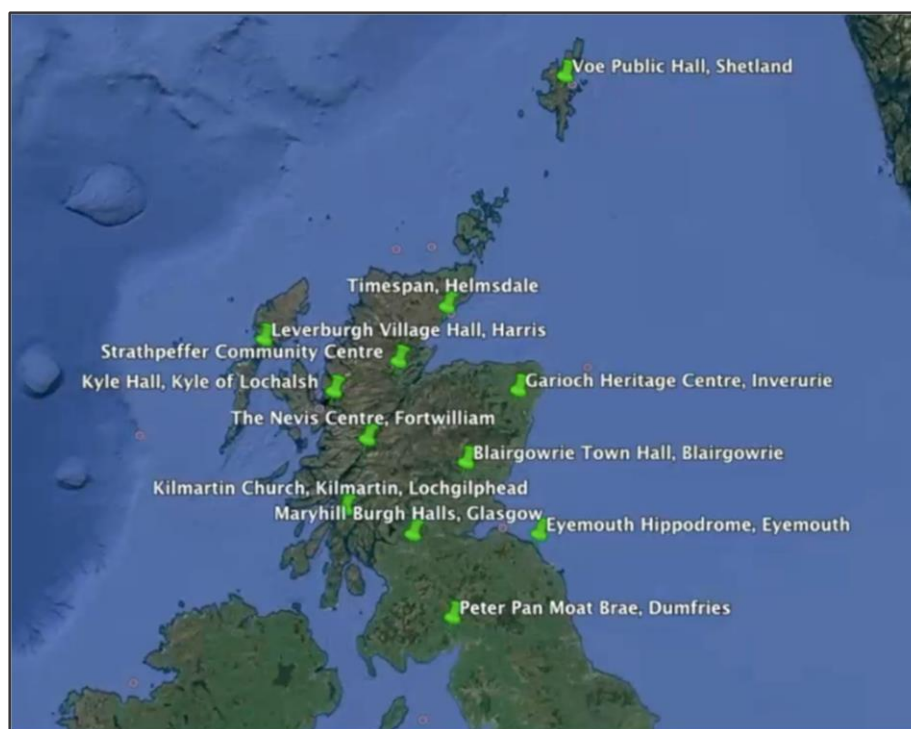 Voe Public Hall, Shetland
Timespan, Helmsdale
Leverburgh Village Hall, Harris
Strathpeffer Community Centre
Kyle Hall, Kyle of Lochalsh
Garioch Heritage Centre, Inverurie
The Nevis Centre, Fortwilliam
Blairgowrie Town Hall, Blairgowrie
Kilmartin Church, Kilmartin, Lochgilphead
Maryhill Burgh Halls, Glasgow
Eyemouth Hippodrome, Eyemouth
Peter Pan Moat Brae, Dumfries